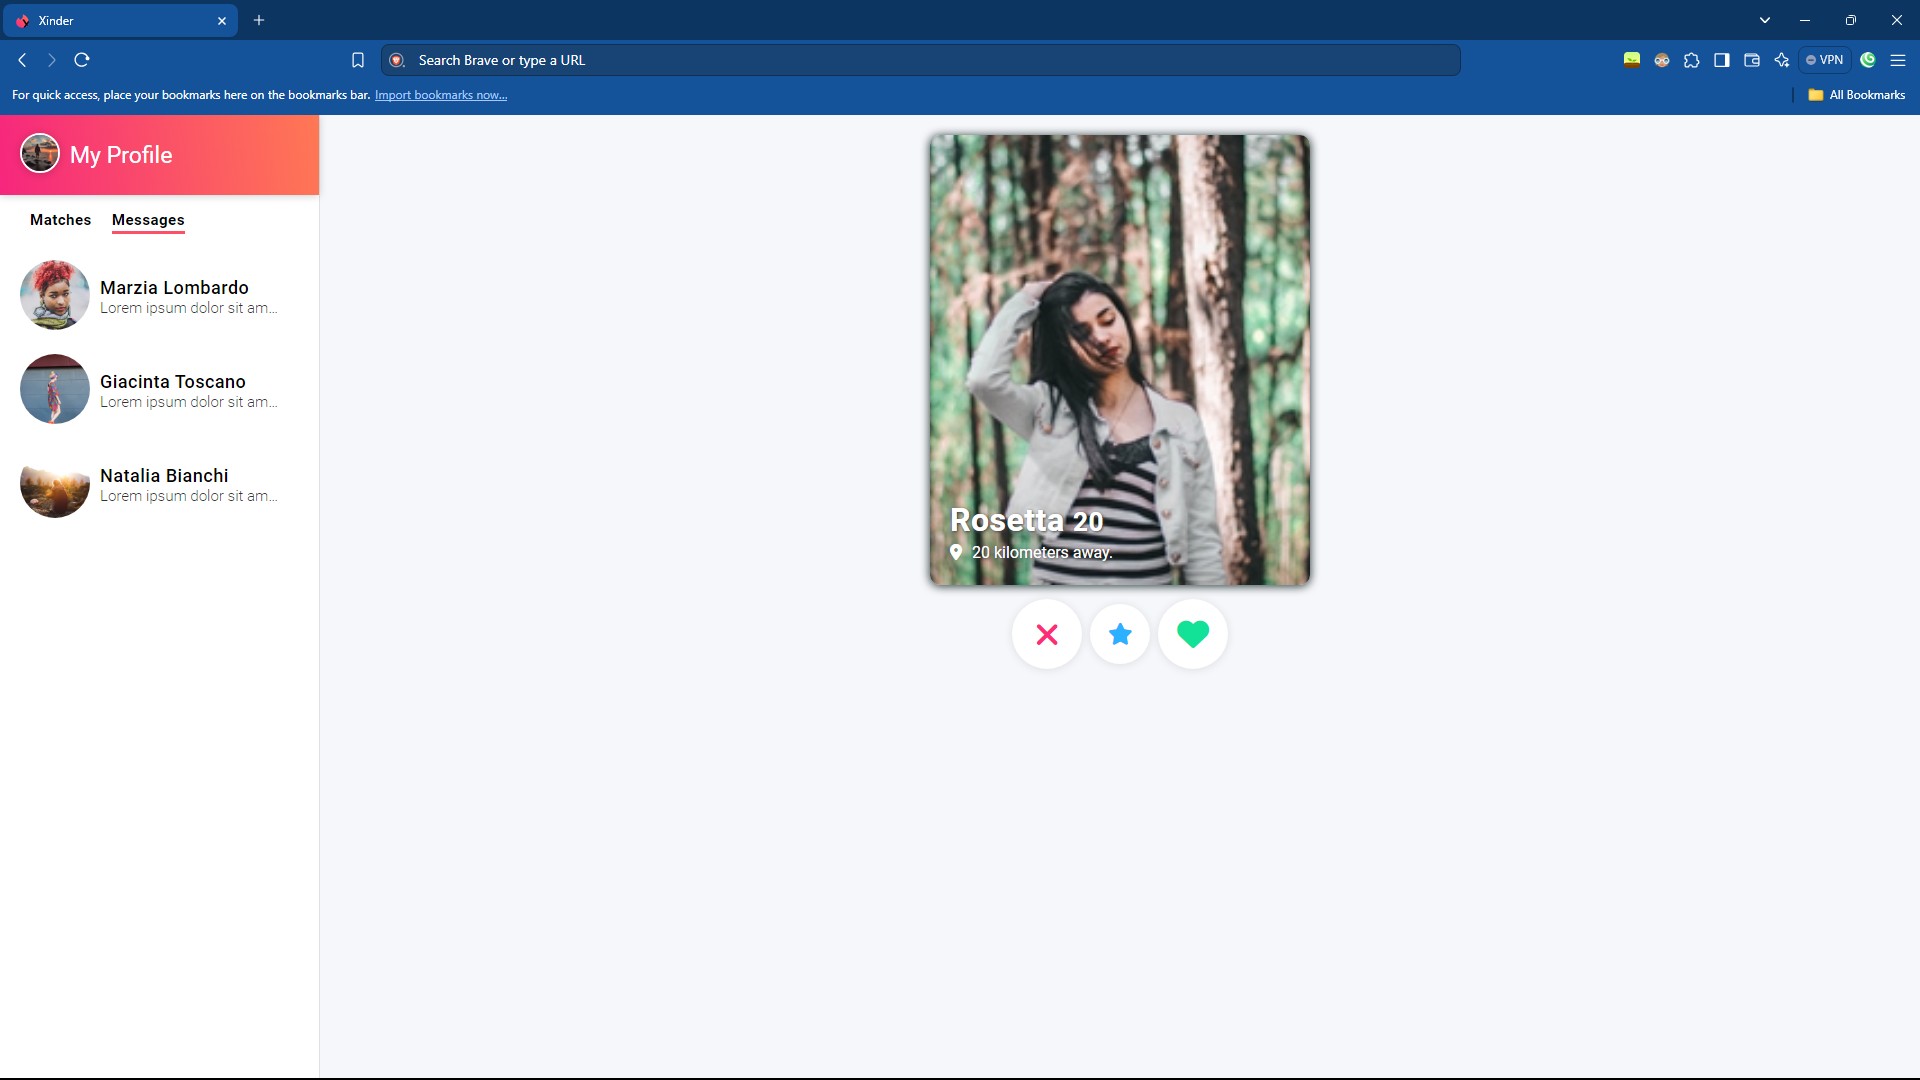 Xinder
Search Brave or type a URL
VPN
For quick access, place your bookmarks here on the bookmarks bar. Import bookmarks now...
All Bookmarks
My Profile
Matches Messages
Marzia Lombardo
Lorem ipsum dolor sit am...
Giacinta Toscano
Lorem ipsum dolor sit am...
Natalia Bianchi
Lorem ipsum dolor sit am...
Rosetta 20
20 kilometers away.